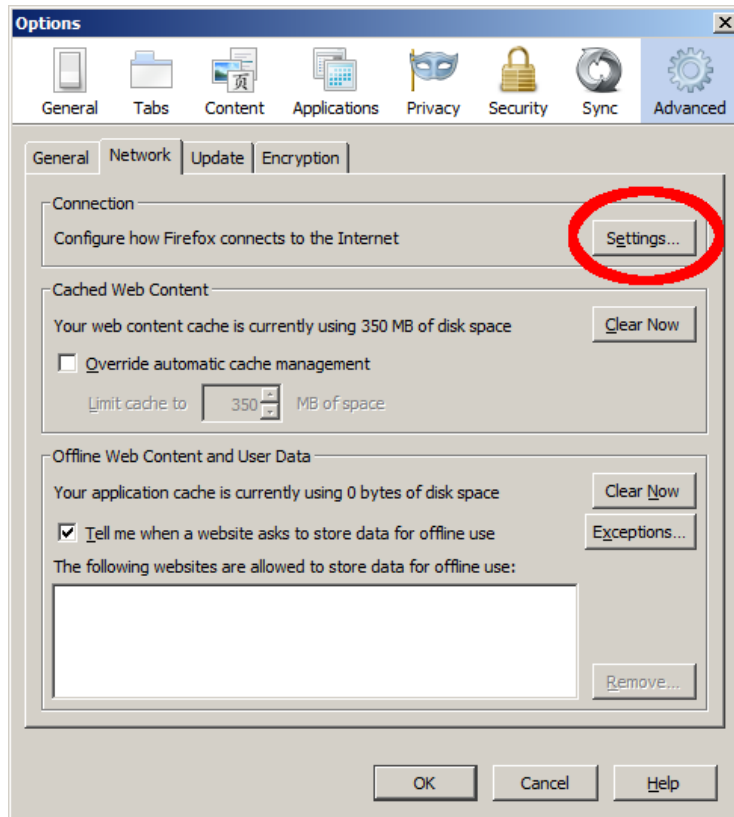 Options
页
General Tabs Content Applications Privacy Security Sync Advanced
General Network Update Encryption
Connection
Configure how Firefox connects to the Internet Settings...
Cached Web Content
Your web content cache is currently using 350 MB of disk space Clear Now
Override automatic cache management
Limit cache to 350 MB of space
Offline Web Content and User Data
Your application cache is currently using 0 bytes of disk space Clear Now
Tell me when a website asks to store data for offline use Exceptions...
The following websites are allowed to store data for offline use:
Remove...
OK Cancel Help